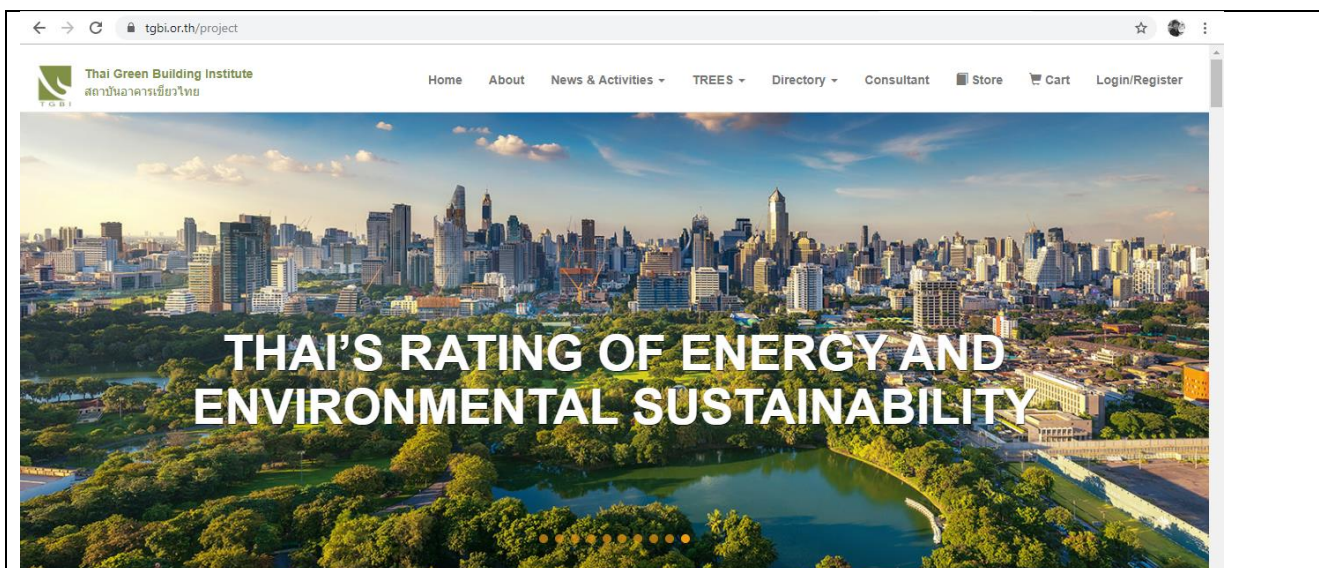 tgbi.or.th/project
Thai Green Building Institute
สถาบันอาคารเขียวไทย
TGBI
Home About News & Activities TREES Directory Consultant Store Cart Login/Register
THAI'S RATING OF ENERGY AND
ENVIRONMENTAL SUSTAINABILITY